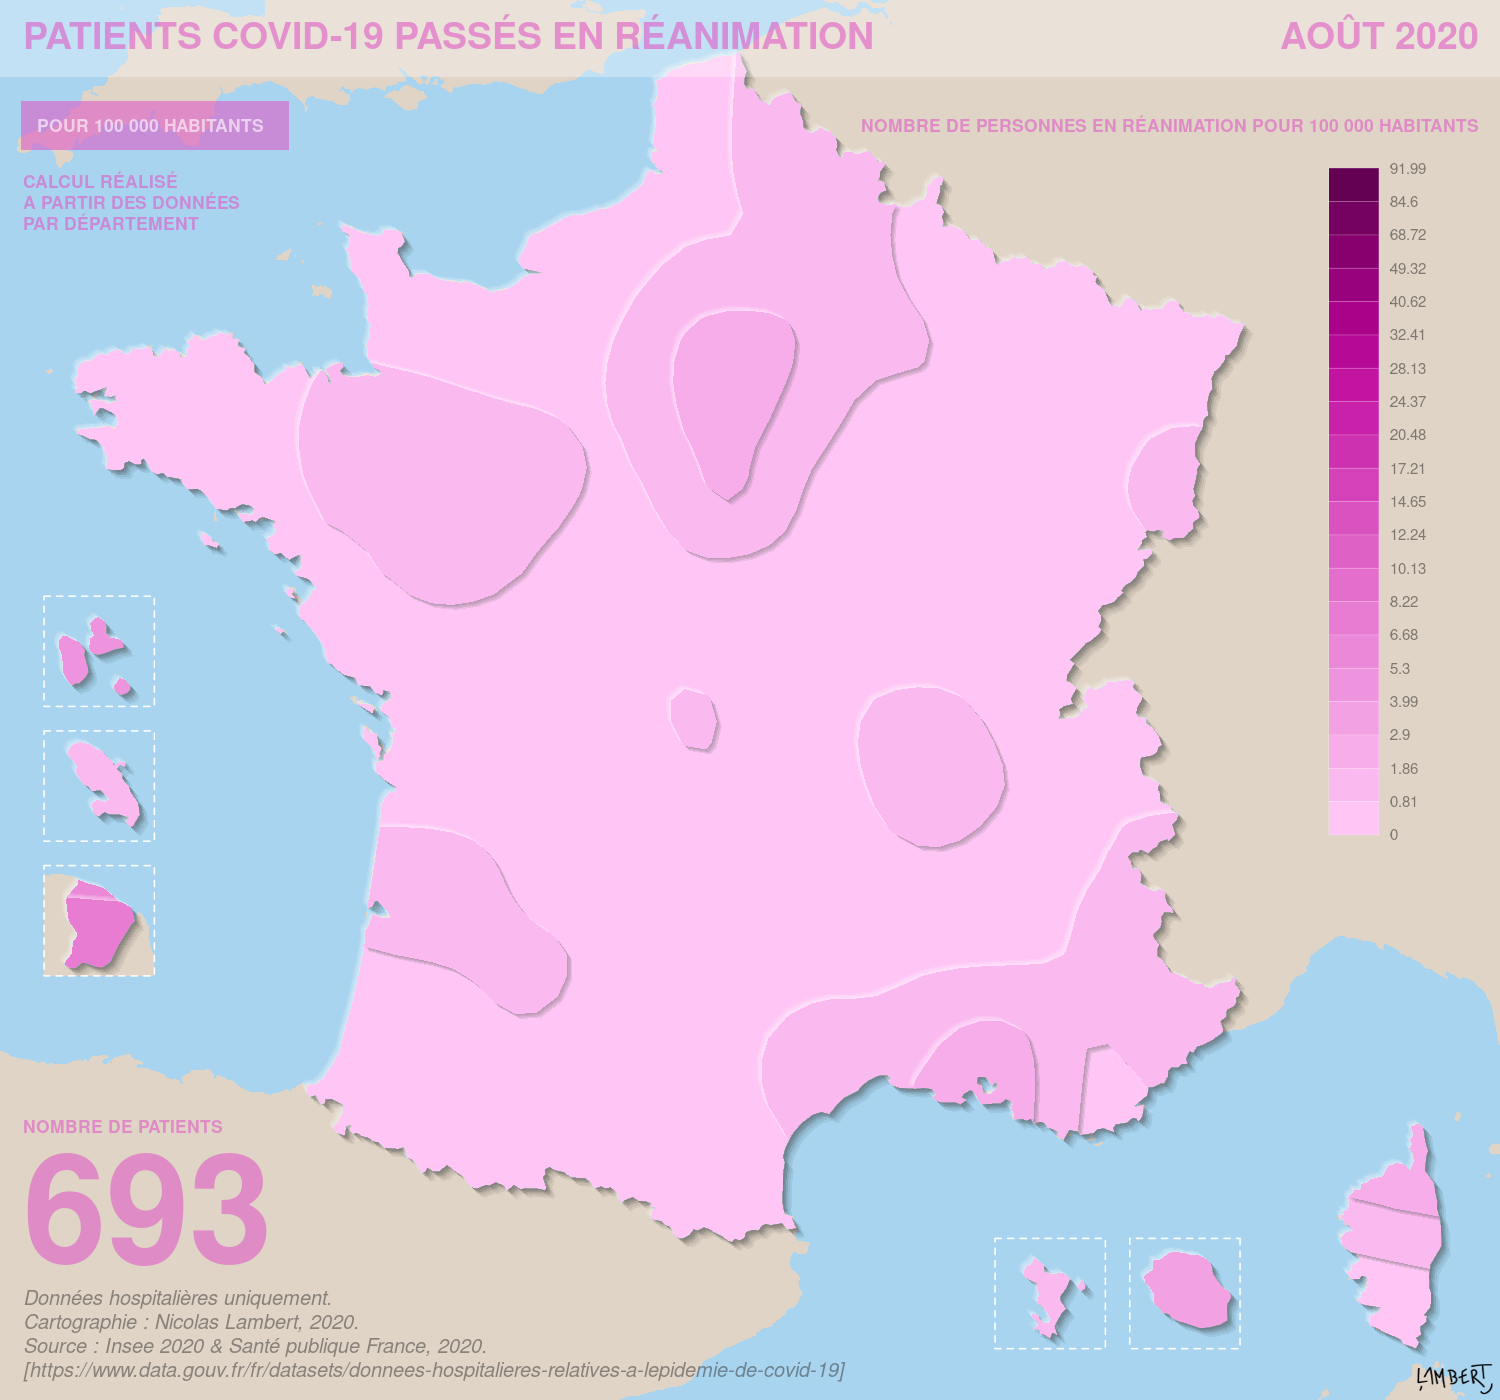 PATIENTS COVID-19 PASSÉS EN RÉANIMATION
AOÛT 2020
POUR 100 000 HABITANTS
CALCUL RÉALISÉ
A PARTIR DES DONNÉES
PAR DÉPARTEMENT
NOMBRE DE PERSONNES EN RÉANIMATION POUR 100 000 HABITANTS
91.99
84.6
68.72
49.32
40.62
32.41
28.13
24.37
20.48
17.21
14.65
12.24
10.13
8.22
6.68
5.3
3.99
2.9
1.86
0.81
0
NOMBRE DE PATIENTS
693
Données hospitalières uniquement.
Cartographie : Nicolas Lambert, 2020.
Source : Insee 2020 & Santé publique France, 2020.
[https://www.data.gouv.fr/fr/datasets/donnees-hospitalieres-relatives-a-lepidemie-de-covid-19]
LAMBERT